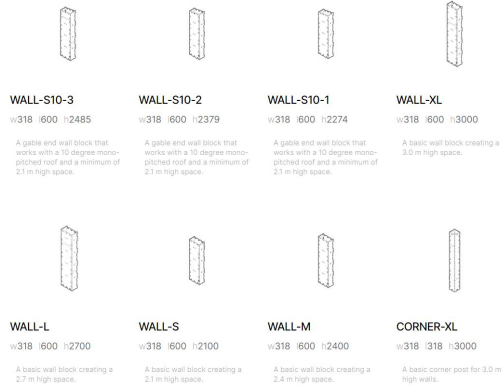 WALL-S10-3
w318 l600 h2485
A gable end wall block that
works with a 10 degree mono-
pitched roof and a minimum of
2.1 m high space.
WALL-S10-2
w318 l600 h2379
A gable end wall block that
works with a 10 degree mono-
pitched roof and a minimum of
2.1 m high space.
WALL-S10-1
w318 l600 h2274
A gable end wall block that
works with a 10 degree mono-
pitched roof and a minimum of
2.1 m high space.
WALL-XL
w318 l600 h3000
A basic wall block creating a
3.0 m high space.
WALL-L
w318 l600 h2700
A basic wall block creating a
2.7 m high space.
WALL-S
w318 l600 h2100
A basic wall block creating a
2.1 m high space.
WALL-M
w318 l600 h2400
A basic wall block creating a
2.4 m high space.
CORNER-XL
w318 l318 h3000
A basic corner post for 3.0 m
high walls.